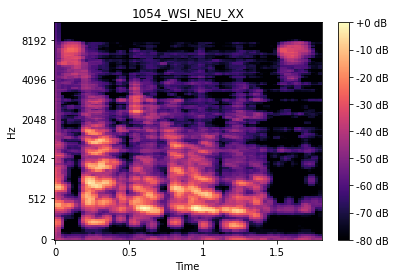 1054_WSI_NEU_XX
+0 dB
8192
-10 dB
4096
-20 dB
-30 dB
2048
Hz
-40 dB
1024
-50 dB
512
-60 dB
-70 dB
0
-80 dB
0
0.5
1
1.5
Time